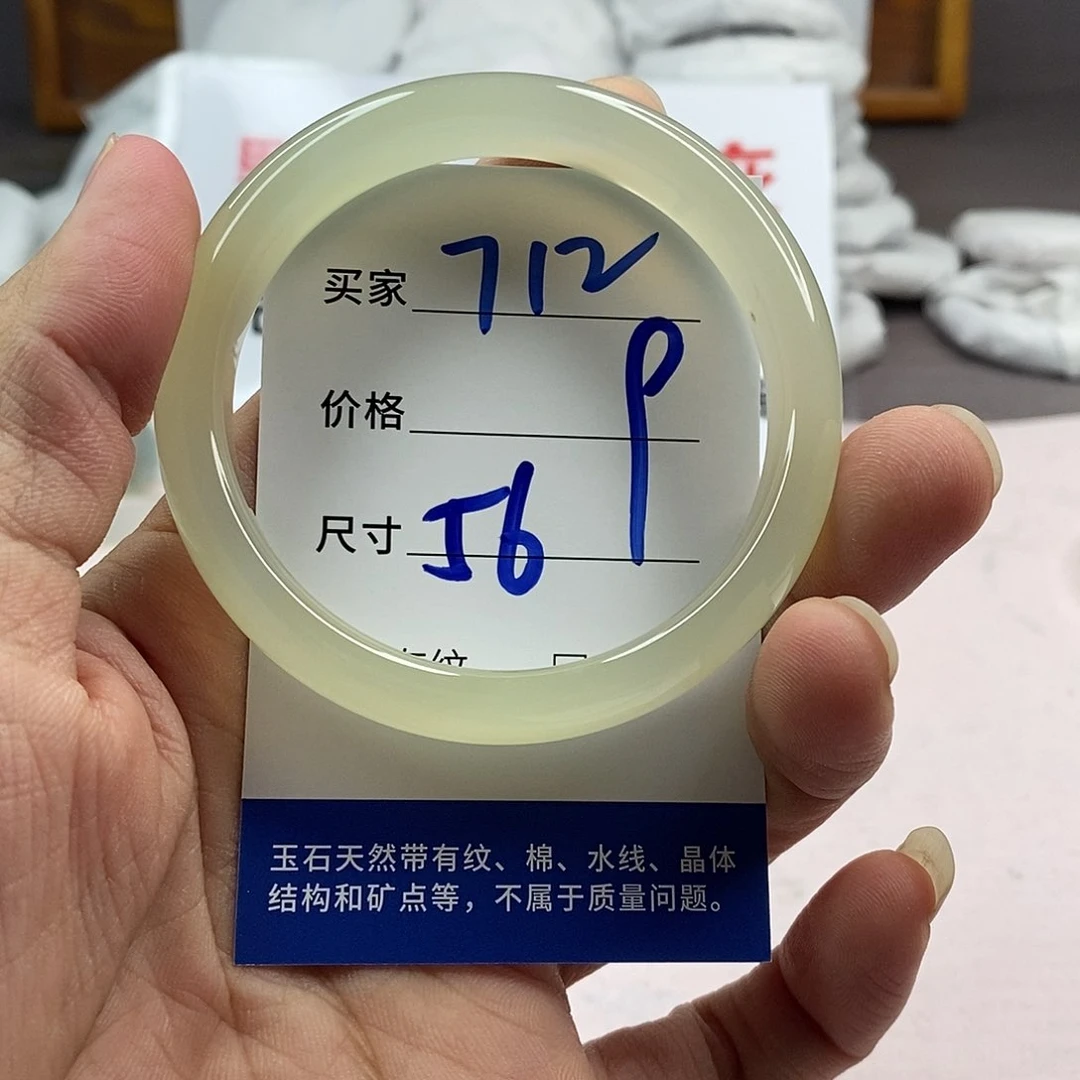 买家 712
价格
尺寸 56
玉石天然带有纹、棉、水线、晶体
结构和矿点等，不属于质量问题。